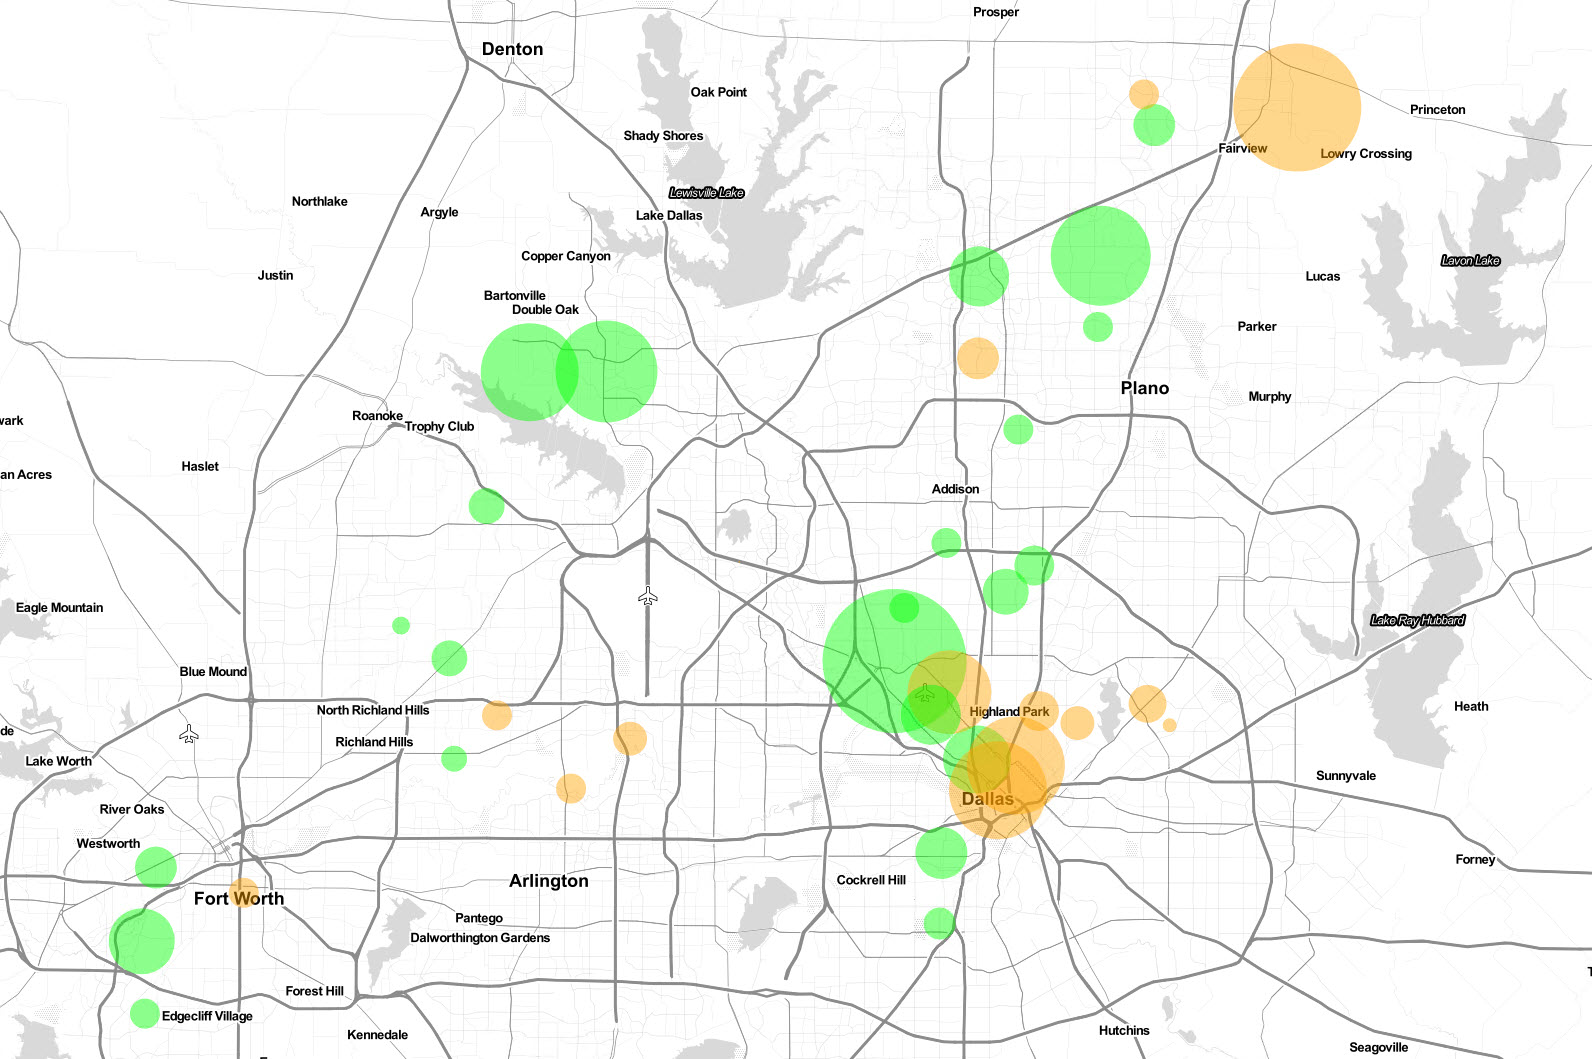 Prosper
Denton
Oak Point
Princeton
Shady Shores
Fairview
Lowry Crossing
Lewisville Lake
Northlake
Argyle
Lake Dallas
Copper Canyon
Lavon Lake
Justin
Lucas
Bartonville
Double Oak
Parker
Plano
Murphy
Roanoke
Trophy Club
wark
Haslet
an Acres
Addison
Eagle Mountain
Lake Ray Hubbard
Blue Mound
North Richland Hills
Highland Park
Heath
de
Richland Hills
Lake Worth
Sunnyvale
Dallas
River Oaks
Westworth
Forney
Cockrell Hill
Arlington
Fort Worth
Pantego
Dalworthington Gardens
Forest Hill
Edgecliff Village
Hutchins
Kennedale
Seagoville